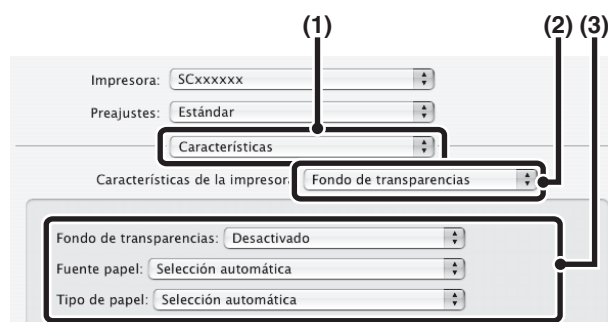 (1) (2) (3)
Impresora: SCxxxxxx
Preajustes: Estándar
Características
Características de la impresor Fondo de transparencias
Fondo de transparencias: Desactivado
Fuente papel: Selección automática
Tipo de papel: Selección automática